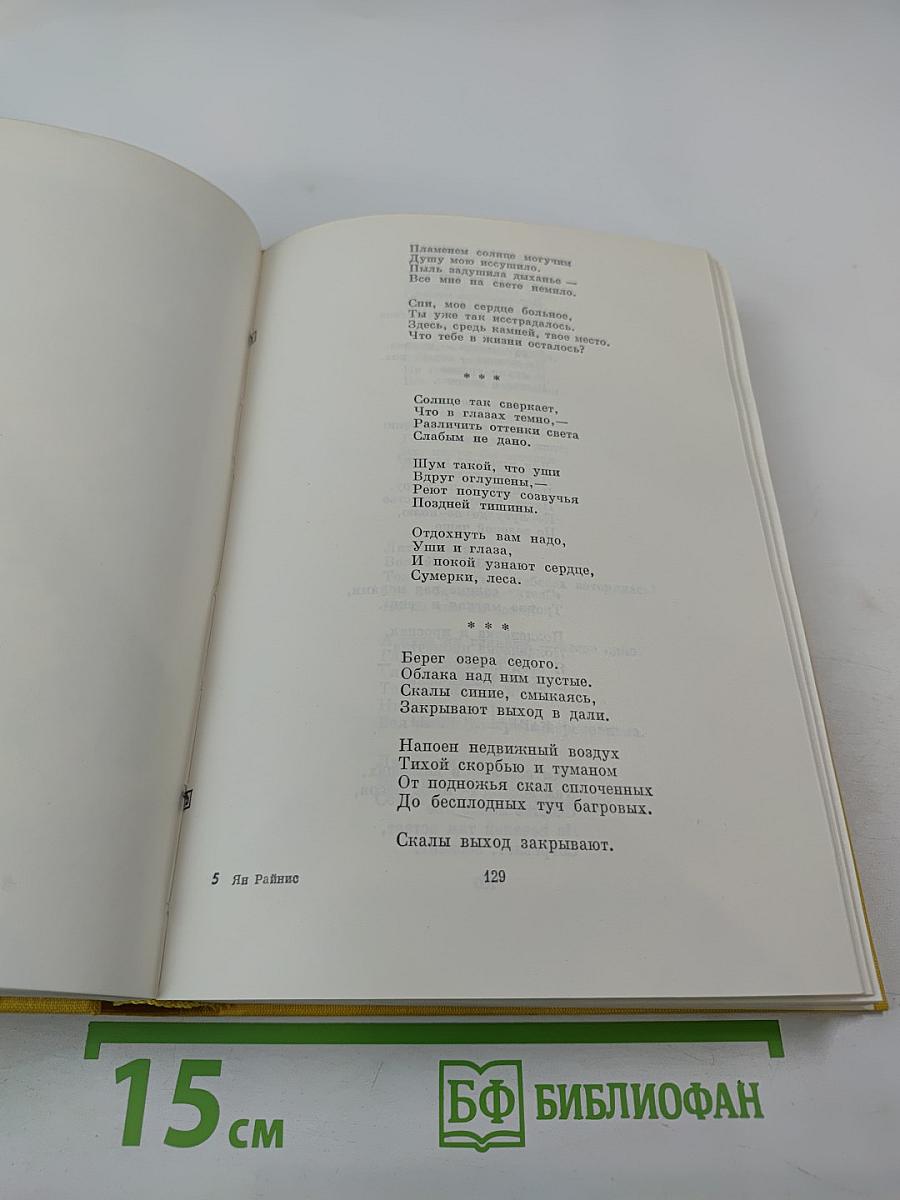 Пламенем солнце могучим
Душу мою иссушило.
Пыль задушила дыханье —
Все мне на свете немило.
Спи, мое сердце больное,
Ты уже так исстрадалось.
Здесь, средь камней, твое место.
Что тебе в жизни осталось?
* * *
Солнце так сверкает,
Что в глазах темно,—
Различить оттенки света
Слабым не дано.
Шум такой, что уши
Вдруг оглушены,—
Реют попусту созвучья
Поздней тишины.
Отдохнуть вам надо,
Уши и глаза,
И покой узнают сердце,
Сумерки, леса.
* * *
Берег озера седого.
Облака над ним пустые.
Скалы синие, смыкаясь,
Закрывают выход в дали.
Напоен недвижный воздух
Тихой скорбью и туманом
От подножья скал сплоченных
До бесплодных туч багровых.
Скалы выход закрывают.
5 Ян Райнис
129
15 см
БФ БИБЛИОФАН